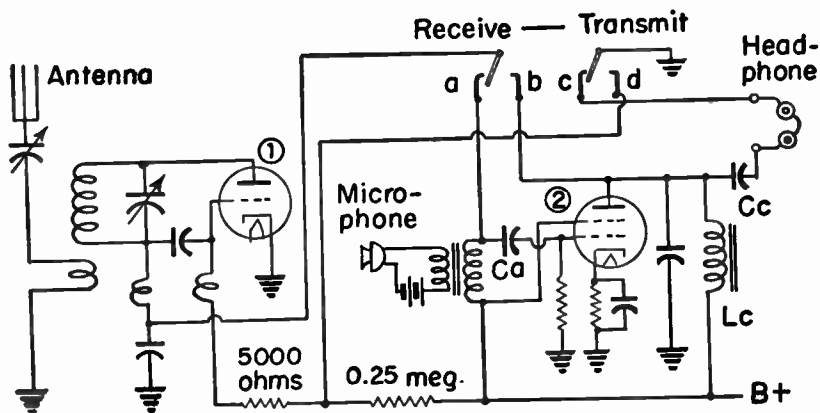 Receive — Transmit
Head-
phone
Antenna
a
b
c
d
①
Micro-
phone
②
Cc
Ca
Lc
5000
ohms
0.25 meg.
B+